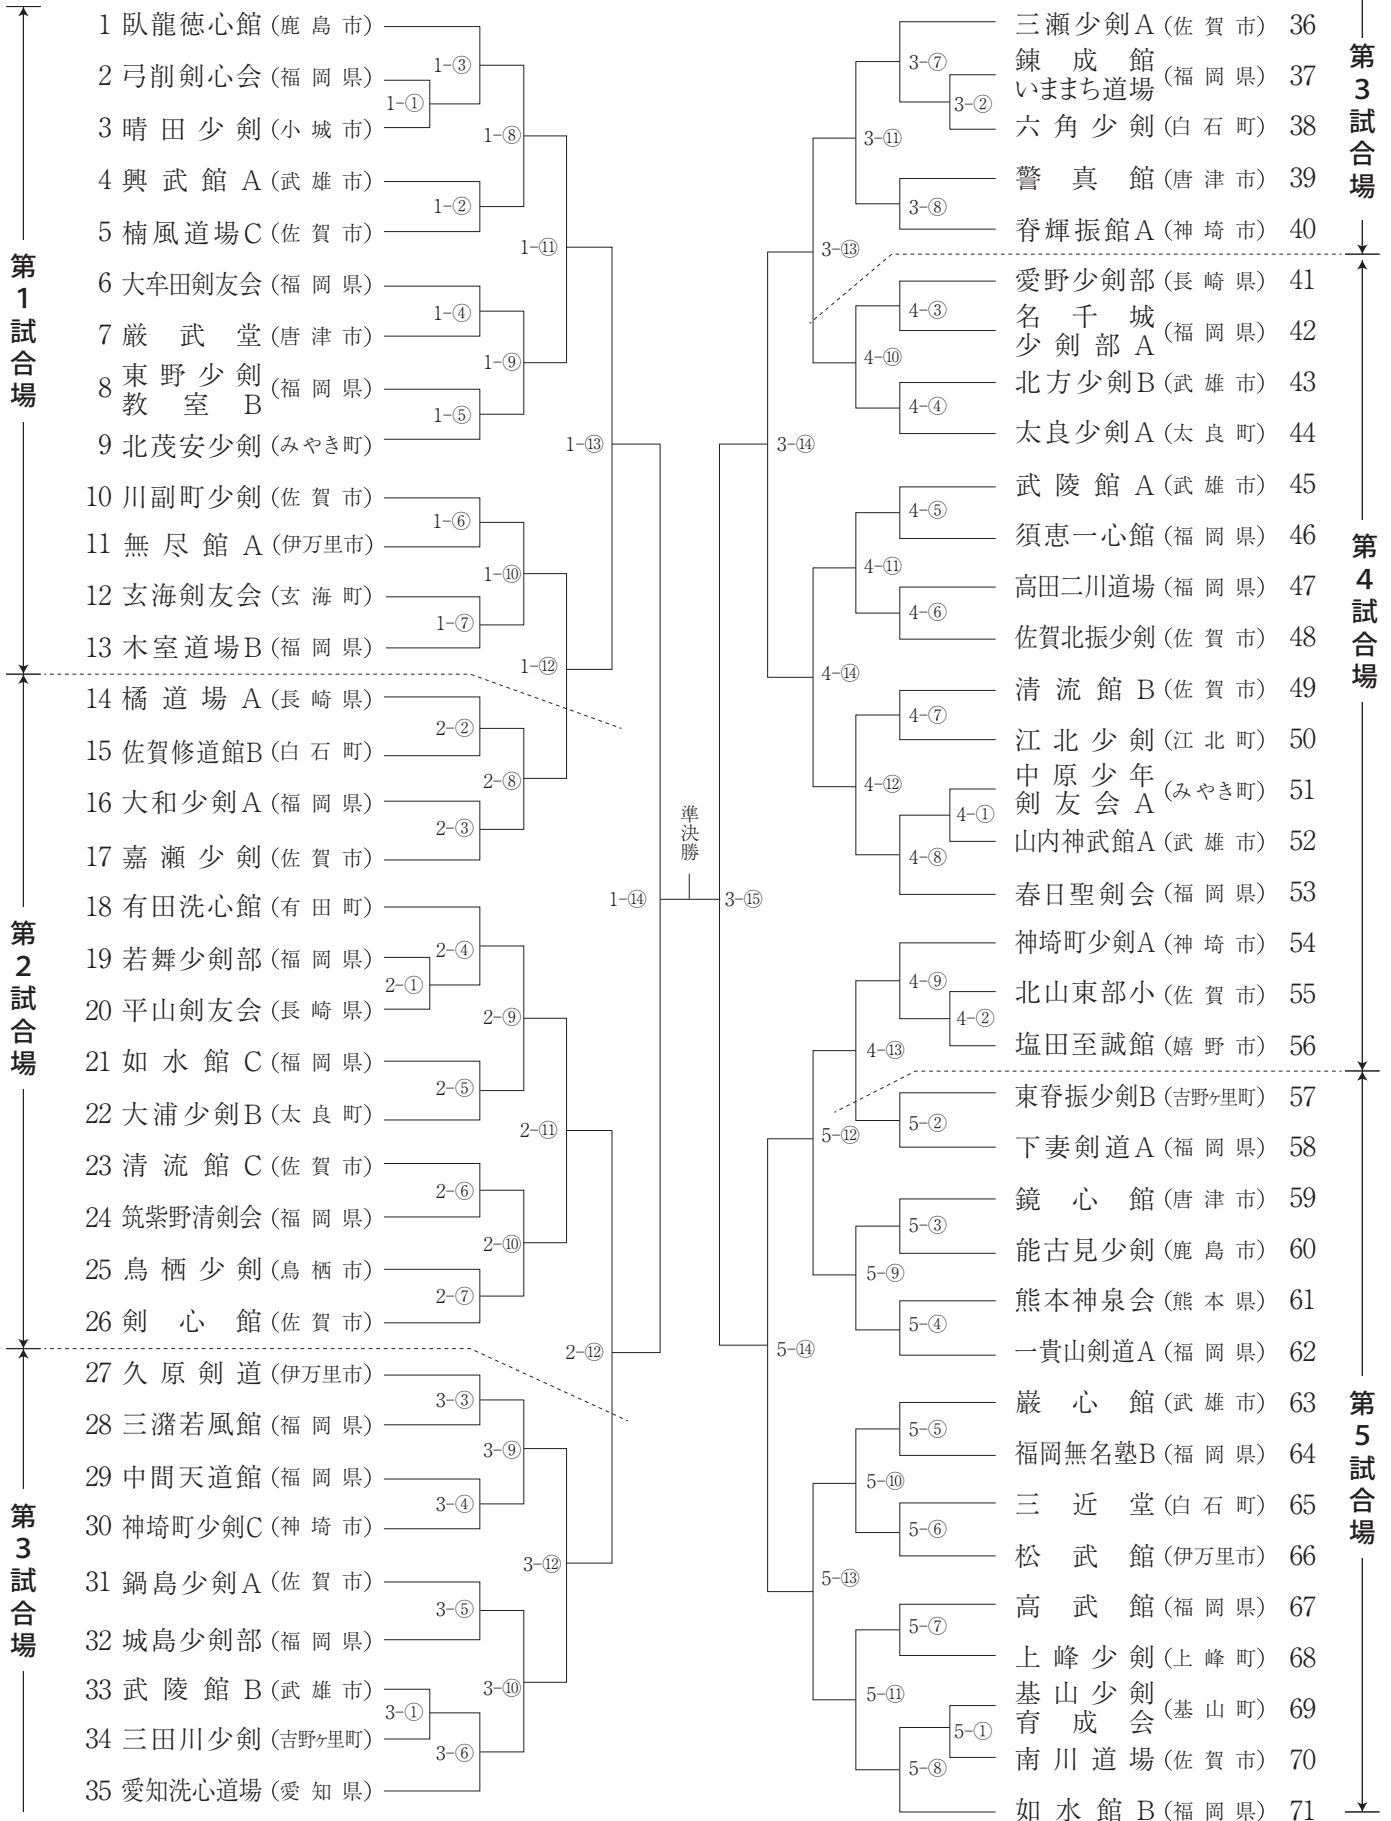 第1試合場
1 臥龍徳心館 (鹿島市)
2 弓削剣心会 (福岡県)
3 晴田少剣 (小城市)
4 興武館A (武雄市)
5 楠風道場C (佐賀市)
6 大牟田剣友会 (福岡県)
7 厳武堂 (唐津市)
8 東野少剣
教室B (福岡県)
9 北茂安少剣 (みやき町)
10 川副町少剣 (佐賀市)
11 無尽館A (伊万里市)
12 玄海剣友会 (玄海町)
13 木室道場B (福岡県)
第2試合場
14 橘道場A (長崎県)
15 佐賀修道館B (白石町)
16 大和少剣A (福岡県)
17 嘉瀬少剣 (佐賀市)
18 有田洗心館 (有田町)
19 若舞少剣部 (福岡県)
20 平山剣友会 (長崎県)
21 如水館C (福岡県)
22 大浦少剣B (太良町)
23 清流館C (佐賀市)
24 筑紫野清剣会 (福岡県)
25 鳥栖少剣 (鳥栖市)
26 剣心館 (佐賀市)
第3試合場
27 久原剣道 (伊万里市)
28 三潴若風館 (福岡県)
29 中間天道館 (福岡県)
30 神埼町少剣C (神埼市)
31 鍋島少剣A (佐賀市)
32 城島少剣部 (福岡県)
33 武陵館B (武雄市)
34 三田川少剣 (吉野ヶ里町)
35 愛知洗心道場 (愛知県)
1-①
1-②
1-③
1-④
1-⑤
1-⑥
1-⑦
1-⑧
1-⑨
1-⑩
1-⑪
1-⑫
1-⑬
1-⑭
2-①
2-②
2-③
2-④
2-⑤
2-⑥
2-⑦
2-⑧
2-⑨
2-⑩
2-⑪
2-⑫
3-①
3-③
3-④
3-⑤
3-⑥
3-⑨
3-⑩
3-⑫
準決勝
3-②
3-⑦
3-⑧
3-⑪
3-⑬
3-⑭
3-⑮
4-①
4-②
4-③
4-④
4-⑤
4-⑥
4-⑦
4-⑧
4-⑨
4-⑩
4-⑪
4-⑫
4-⑬
4-⑭
5-①
5-②
5-③
5-④
5-⑤
5-⑥
5-⑦
5-⑧
5-⑨
5-⑩
5-⑪
5-⑫
5-⑬
5-⑭
第3試合場
三瀬少剣A (佐賀市) 36
錬成館
いままち道場 (福岡県) 37
六角少剣 (白石町) 38
警真館 (唐津市) 39
脊輝振館A (神埼市) 40
第4試合場
愛野少剣部 (長崎県) 41
名千城
少剣部A (福岡県) 42
北方少剣B (武雄市) 43
太良少剣A (太良町) 44
武陵館A (武雄市) 45
須恵一心館 (福岡県) 46
高田二川道場 (福岡県) 47
佐賀北振少剣 (佐賀市) 48
清流館B (佐賀市) 49
江北少剣 (江北町) 50
中原少年
剣友会A (みやき町) 51
山内神武館A (武雄市) 52
春日聖剣会 (福岡県) 53
神埼町少剣A (神埼市) 54
北山東部小 (佐賀市) 55
塩田至誠館 (嬉野市) 56
第5試合場
東脊振少剣B (吉野ヶ里町) 57
下妻剣道A (福岡県) 58
鏡心館 (唐津市) 59
能古見少剣 (鹿島市) 60
熊本神泉会 (熊本県) 61
一貴山剣道A (福岡県) 62
巌心館 (武雄市) 63
福岡無名塾B (福岡県) 64
三近堂 (白石町) 65
松武館 (伊万里市) 66
高武館 (福岡県) 67
上峰少剣 (上峰町) 68
基山少剣
育成会 (基山町) 69
南川道場 (佐賀市) 70
如水館B (福岡県) 71